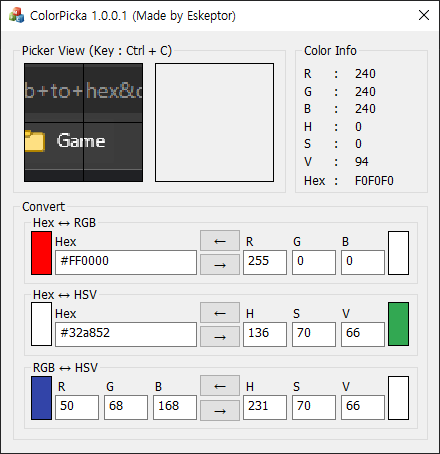 ColorPicka 1.0.0.1 (Made by Eskeptor)
Picker View (Key : Ctrl + C)
b+to+hex&c
Game
Color Info
R : 240
G : 240
B : 240
H : 0
S : 0
V : 94
Hex : F0F0F0
Convert
Hex ↔ RGB
Hex ← R G B
#FF0000 → 255 0 0
Hex ↔ HSV
Hex ← H S V
#32a852 → 136 70 66
RGB ↔ HSV
R G B ← H S V
50 68 168 → 231 70 66